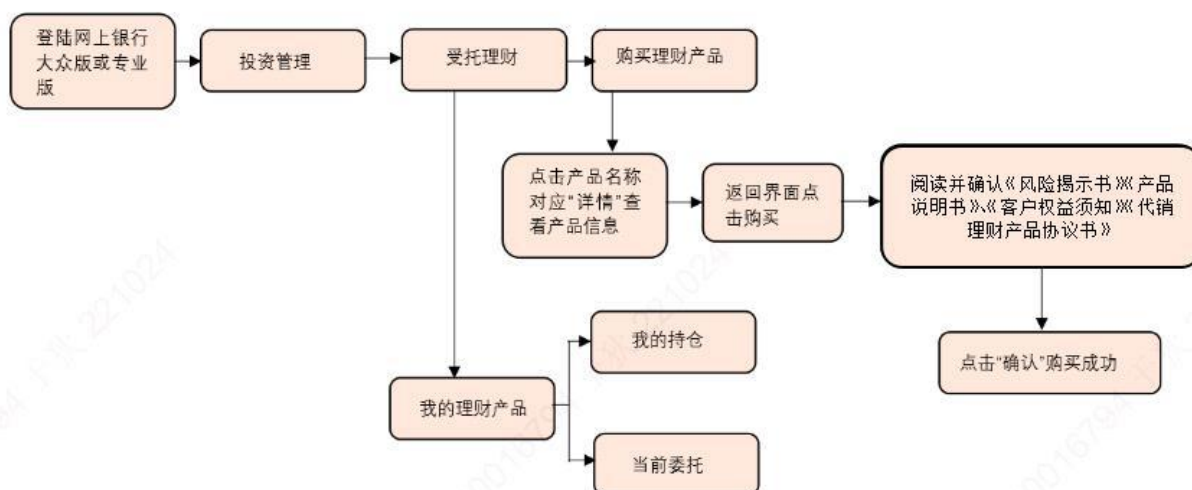 登陆网上银行
大众版或专业
版
投资管理
受托理财
购买理财产品
点击产品名称
对应“详情”查
看产品信息
返回界面点
击购买
阅读并确认《风险揭示书》《产品
说明书》、《客户权益须知》《代销
理财产品协议书》
点击“确认”购买成功
我的理财产品
我的持仓
当前委托